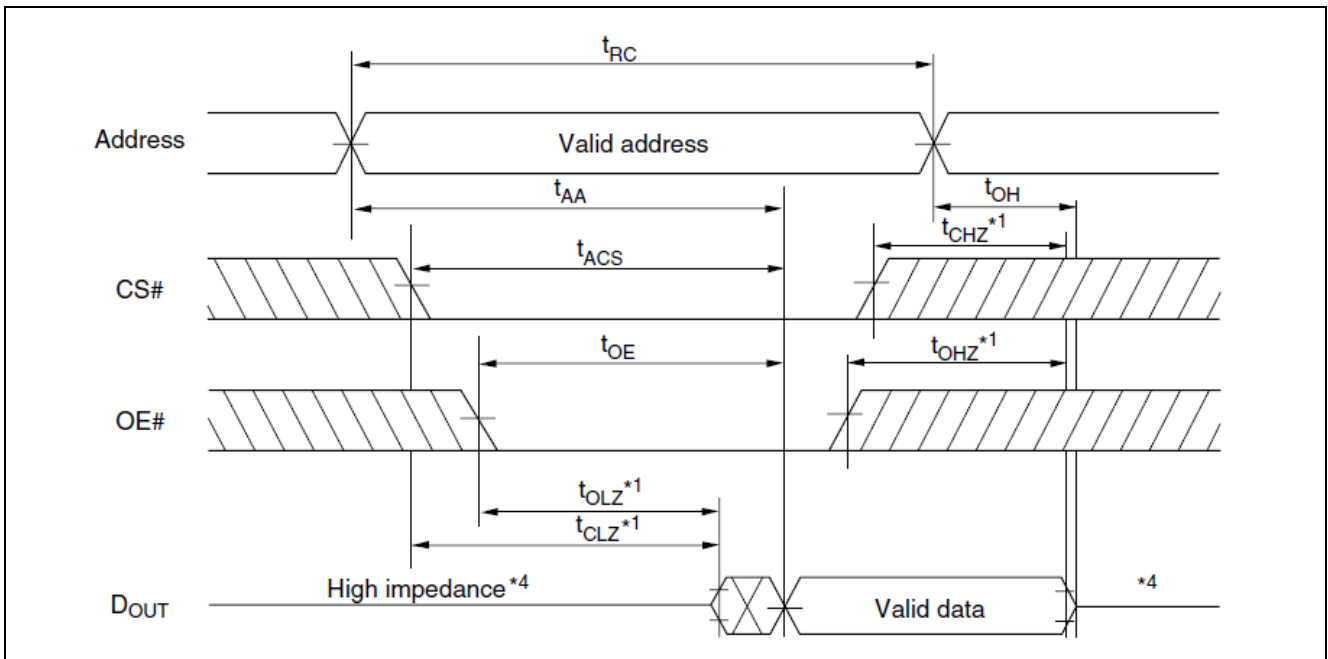 tRC
Address
Valid address
tAA
tOH
tCHZ*1
CS#
tACS
tOE
tOHZ*1
OE#
tOLZ*1
tCLZ*1
DOUT
High impedance*4
Valid data
*4